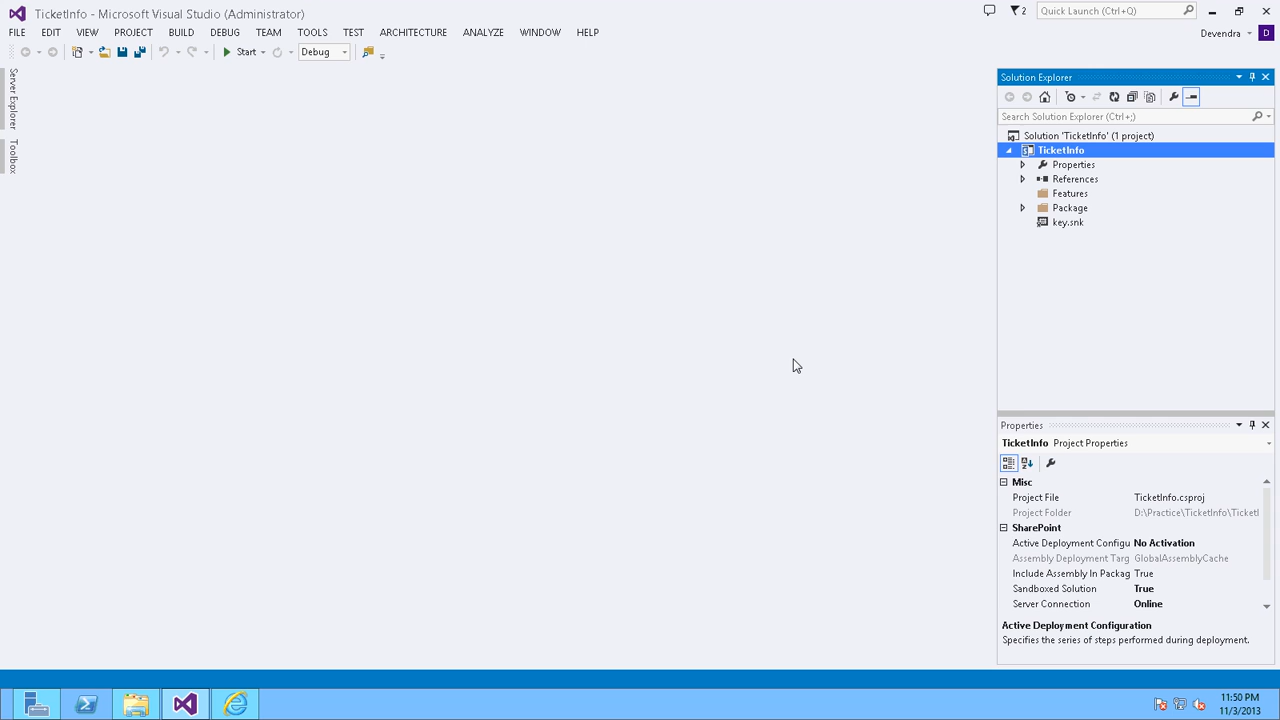 TicketInfo - Microsoft Visual Studio (Administrator)
2
Quick Launch (Ctrl+Q)
FILE EDIT VIEW PROJECT BUILD DEBUG TEAM TOOLS TEST ARCHITECTURE ANALYZE WINDOW HELP
Devendra D
Start Debug
Server Explorer
Toolbox
Solution Explorer
Search Solution Explorer (Ctrl+;)
Solution 'TicketInfo' (1 project)
TicketInfo
Properties
References
Features
Package
key.snk
Properties
TicketInfo Project Properties
Misc
Project File TicketInfo.csproj
Project Folder D:\Practice\TicketInfo\TicketI
SharePoint
Active Deployment Configu No Activation
Assembly Deployment Targ GlobalAssemblyCache
Include Assembly In Packag True
Sandboxed Solution True
Server Connection Online
Active Deployment Configuration
Specifies the series of steps performed during deployment.
11:50 PM
11/3/2013